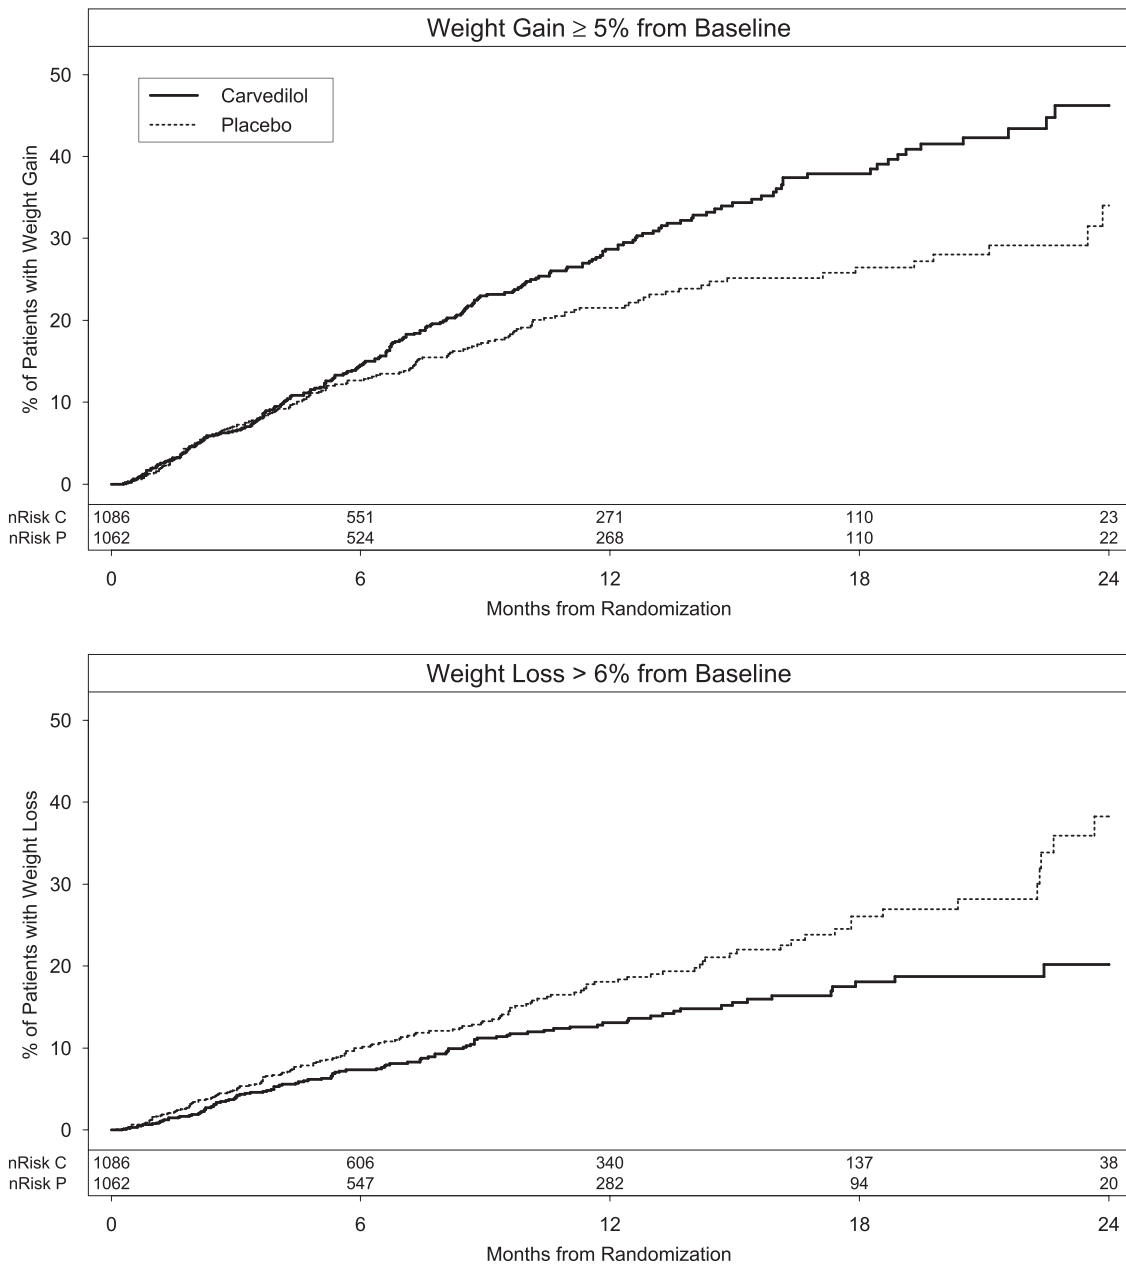 Weight Gain ≥ 5% from Baseline
50
Carvedilol
Placebo
40
30
20
10
0
% of Patients with Weight Gain
nRisk C 1086 551 271 110 23
nRisk P 1062 524 268 110 22
0 6 12 18 24
Months from Randomization
Weight Loss > 6% from Baseline
50
40
30
20
10
0
% of Patients with Weight Loss
nRisk C 1086 606 340 137 38
nRisk P 1062 547 282 94 20
0 6 12 18 24
Months from Randomization